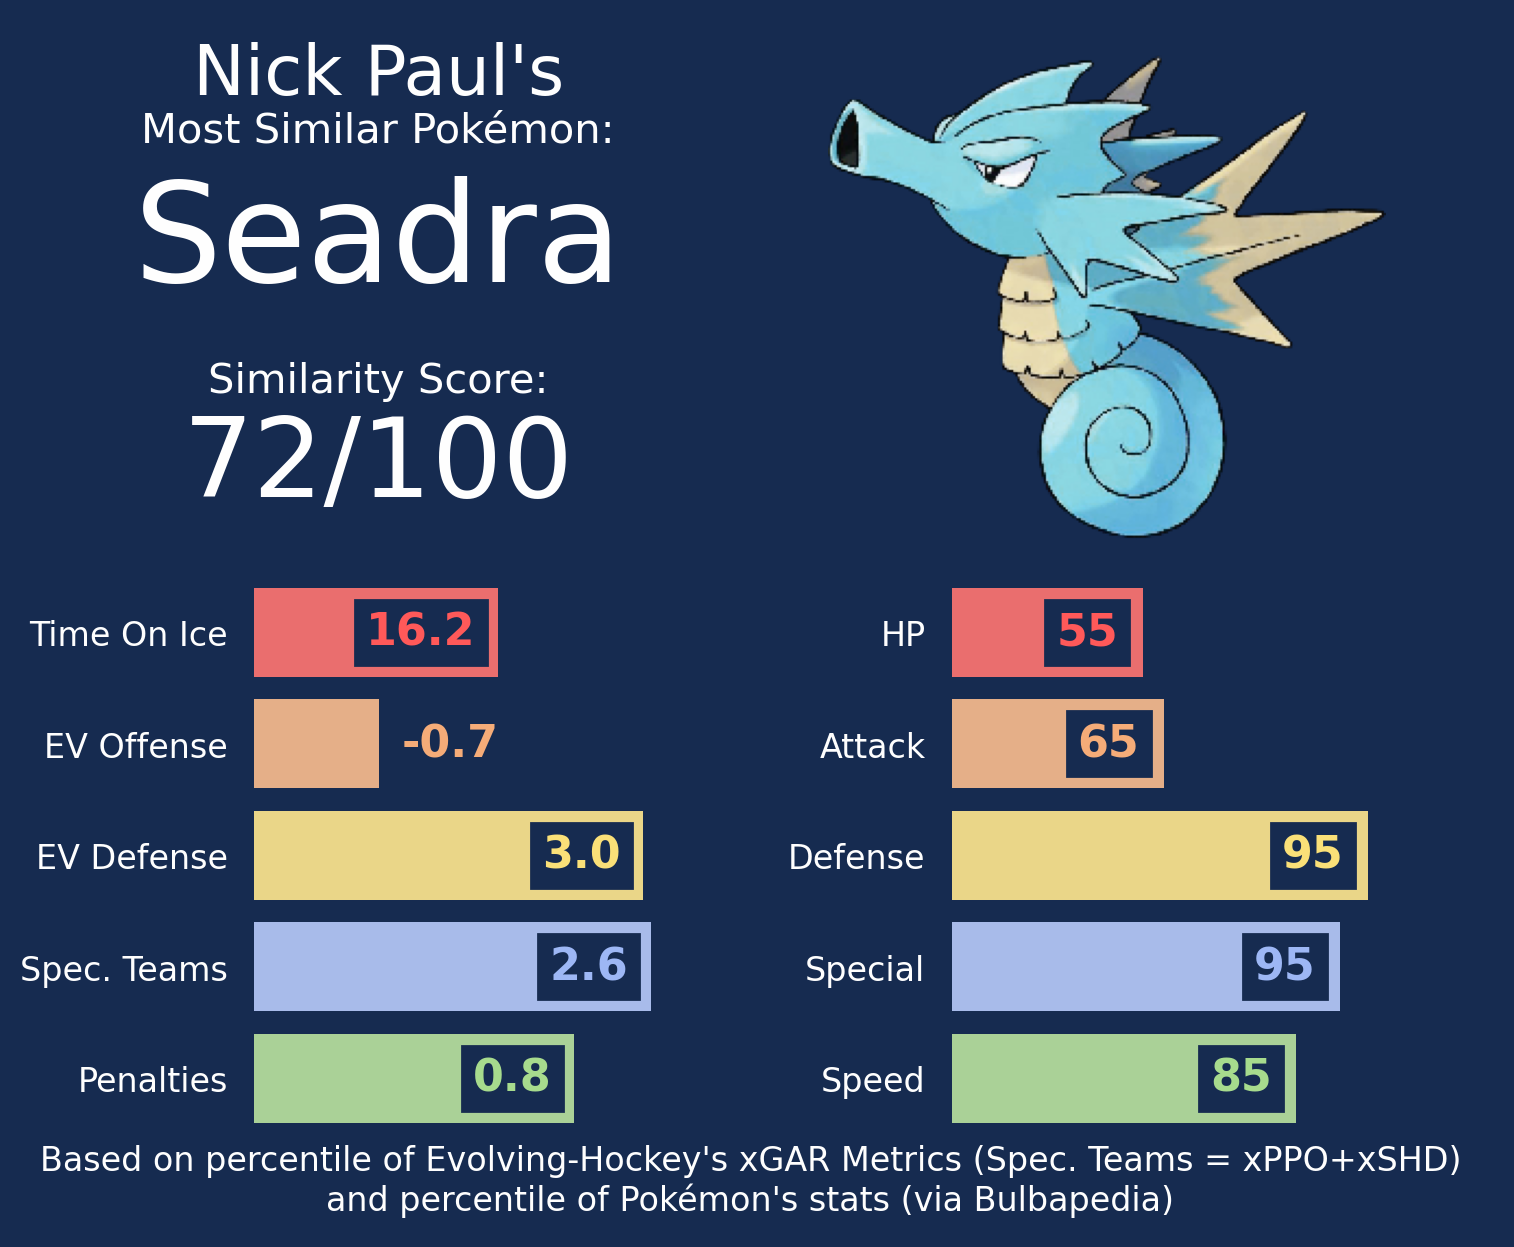 Nick Paul's
Most Similar Pokémon:
Seadra
Similarity Score:
72/100
Time On Ice 16.2
EV Offense -0.7
EV Defense 3.0
Spec. Teams 2.6
Penalties 0.8
HP 55
Attack 65
Defense 95
Special 95
Speed 85
Based on percentile of Evolving-Hockey's xGAR Metrics (Spec. Teams = xPPO+xSHD)
and percentile of Pokémon's stats (via Bulbapedia)